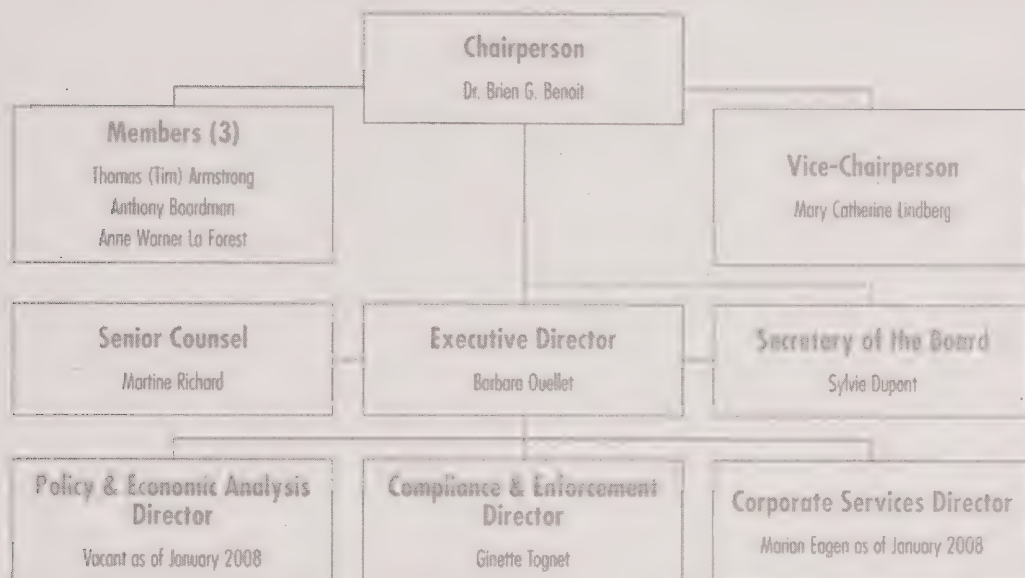 Chairperson
Dr. Brien G. Benoit
Members (3)
Thomas (Tim) Armstrong
Anthony Boardman
Anne Warner La Forest
Vice-Chairperson
Mary Catherine Lindberg
Senior Counsel
Martine Richard
Executive Director
Barbara Ouellet
Secretary of the Board
Sylvie Dupont
Policy & Economic Analysis
Director
Vacant as of January 2008
Compliance & Enforcement
Director
Ginette Tognet
Corporate Services Director
Marian Eagen as of January 2008